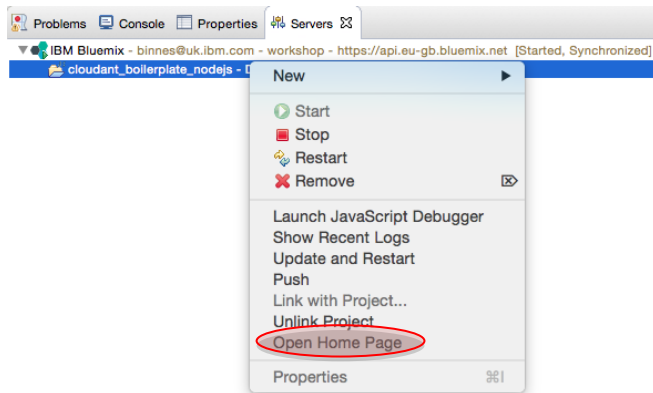 Problems Console Properties Servers
IBM Bluemix - binnes@uk.ibm.com - workshop - https://api.eu-gb.bluemix.net [Started, Synchronized]
cloudant_boilerplate_nodejs -
New
Start
Stop
Restart
Remove
Launch JavaScript Debugger
Show Recent Logs
Update and Restart
Push
Link with Project...
Unlink Project
Open Home Page
Properties ⌘I